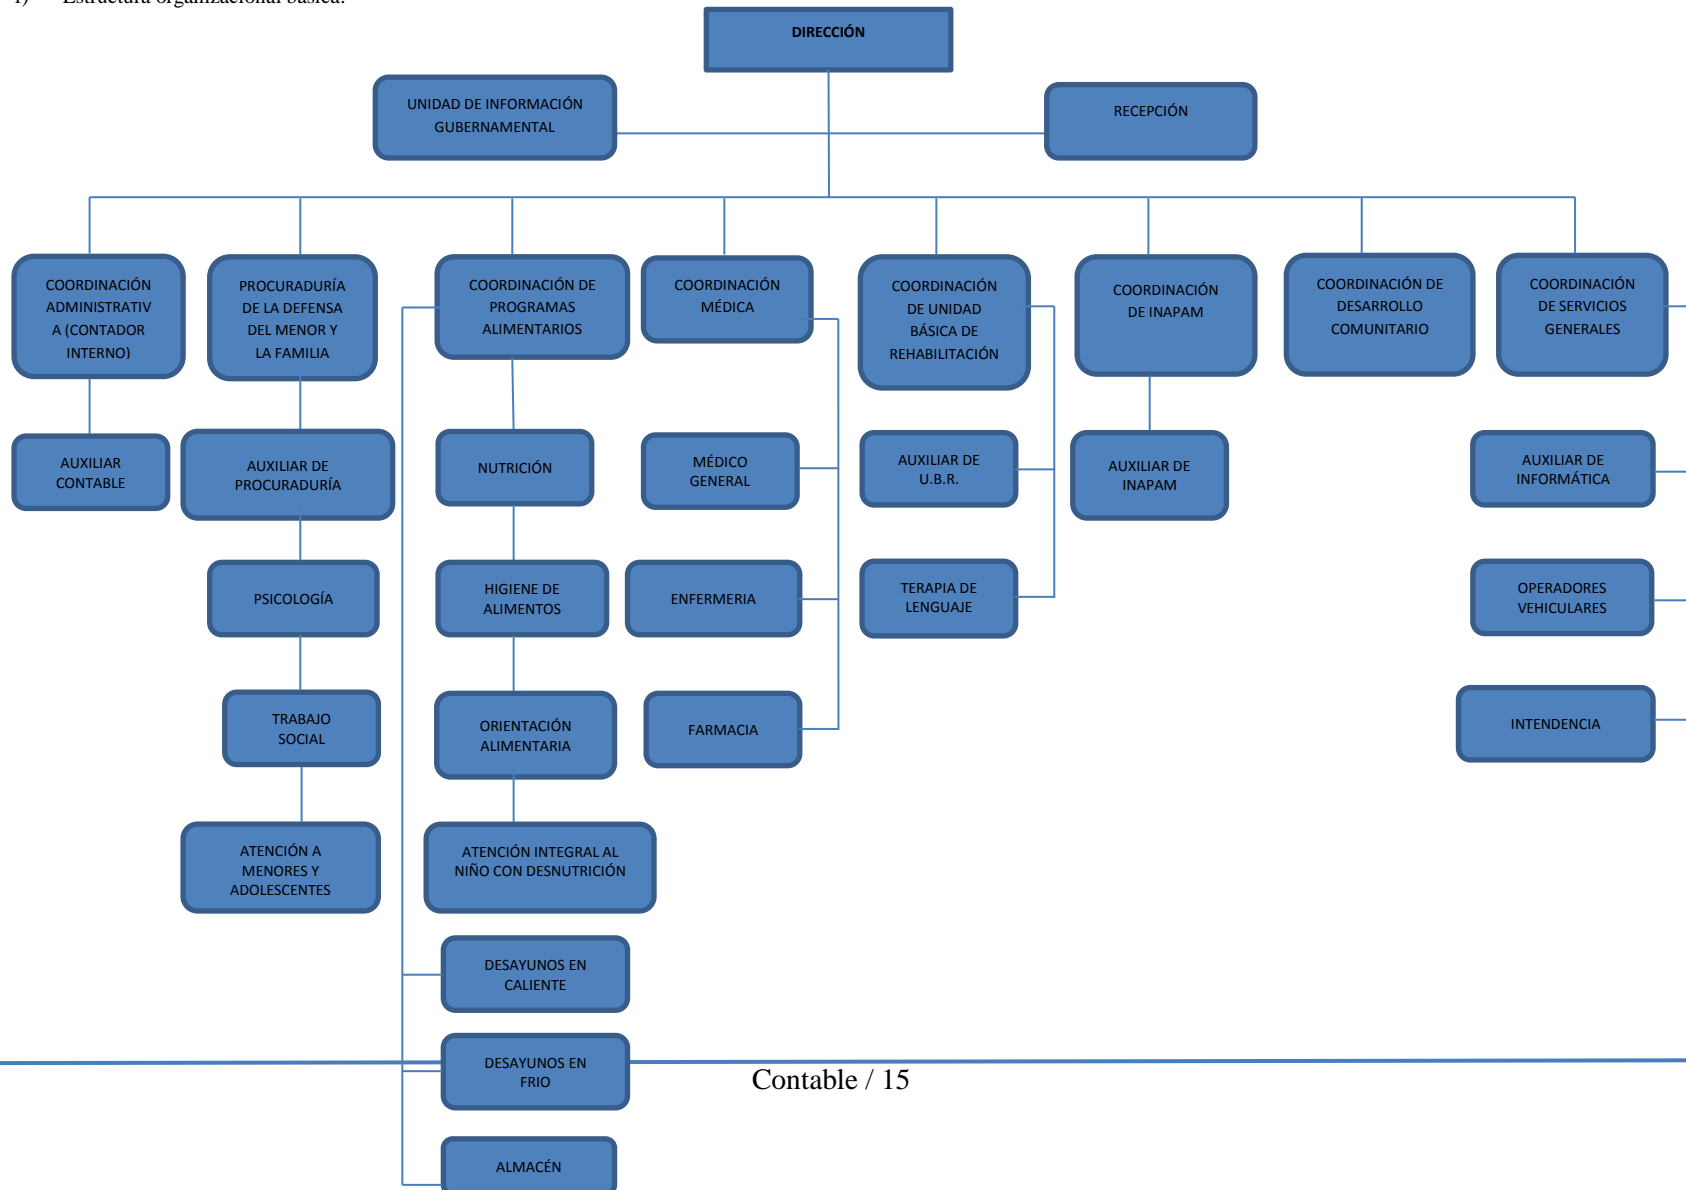 DIRECCIÓN
UNIDAD DE INFORMACIÓN
GUBERNAMENTAL
RECEPCIÓN
COORDINACIÓN
ADMINISTRATIV
A (CONTADOR
INTERNO)
PROCURADURÍA
DE LA DEFENSA
DEL MENOR Y
LA FAMILIA
COORDINACIÓN DE
PROGRAMAS
ALIMENTARIOS
COORDINACIÓN
MÉDICA
COORDINACIÓN
DE UNIDAD
BÁSICA DE
REHABILITACIÓN
COORDINACIÓN
DE INAPAM
COORDINACIÓN DE
DESARROLLO
COMUNITARIO
COORDINACIÓN
DE SERVICIOS
GENERALES
AUXILIAR
CONTABLE
AUXILIAR DE
PROCURADURÍA
NUTRICIÓN
MÉDICO
GENERAL
AUXILIAR DE
U.B.R.
AUXILIAR DE
INAPAM
AUXILIAR DE
INFORMÁTICA
PSICOLOGÍA
HIGIENE DE
ALIMENTOS
ENFERMERIA
TERAPIA DE
LENGUAJE
OPERADORES
VEHICULARES
TRABAJO
SOCIAL
ORIENTACIÓN
ALIMENTARIA
FARMACIA
INTENDENCIA
ATENCIÓN A
MENORES Y
ADOLESCENTES
ATENCIÓN INTEGRAL AL
NIÑO CON DESNUTRICIÓN
DESAYUNOS EN
CALIENTE
DESAYUNOS EN
FRIO
Contable / 15
ALMACÉN